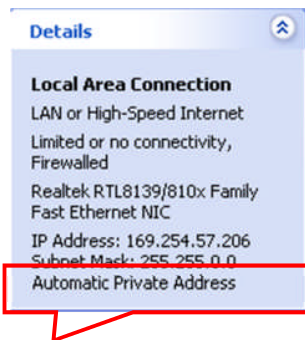 Details
Local Area Connection
LAN or High-Speed Internet
Limited or no connectivity,
Firewalled
Realtek RTL8139/810x Family
Fast Ethernet NIC
IP Address: 169.254.57.206
Subnet Mask: 255.255.0.0
Automatic Private Address